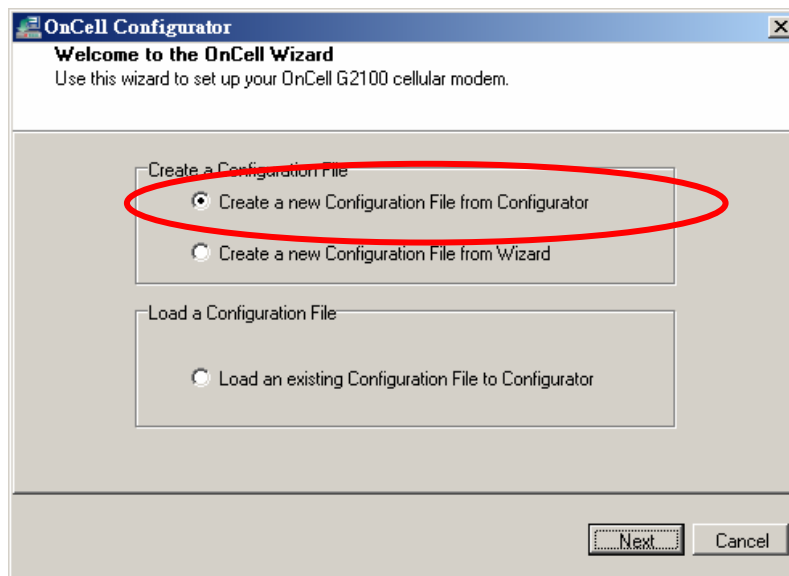 OnCell Configurator
Welcome to the OnCell Wizard
Use this wizard to set up your OnCell G2100 cellular modem.
Create a Configuration File
Create a new Configuration File from Configurator
Create a new Configuration File from Wizard
Load a Configuration File
Load an existing Configuration File to Configurator
Next
Cancel